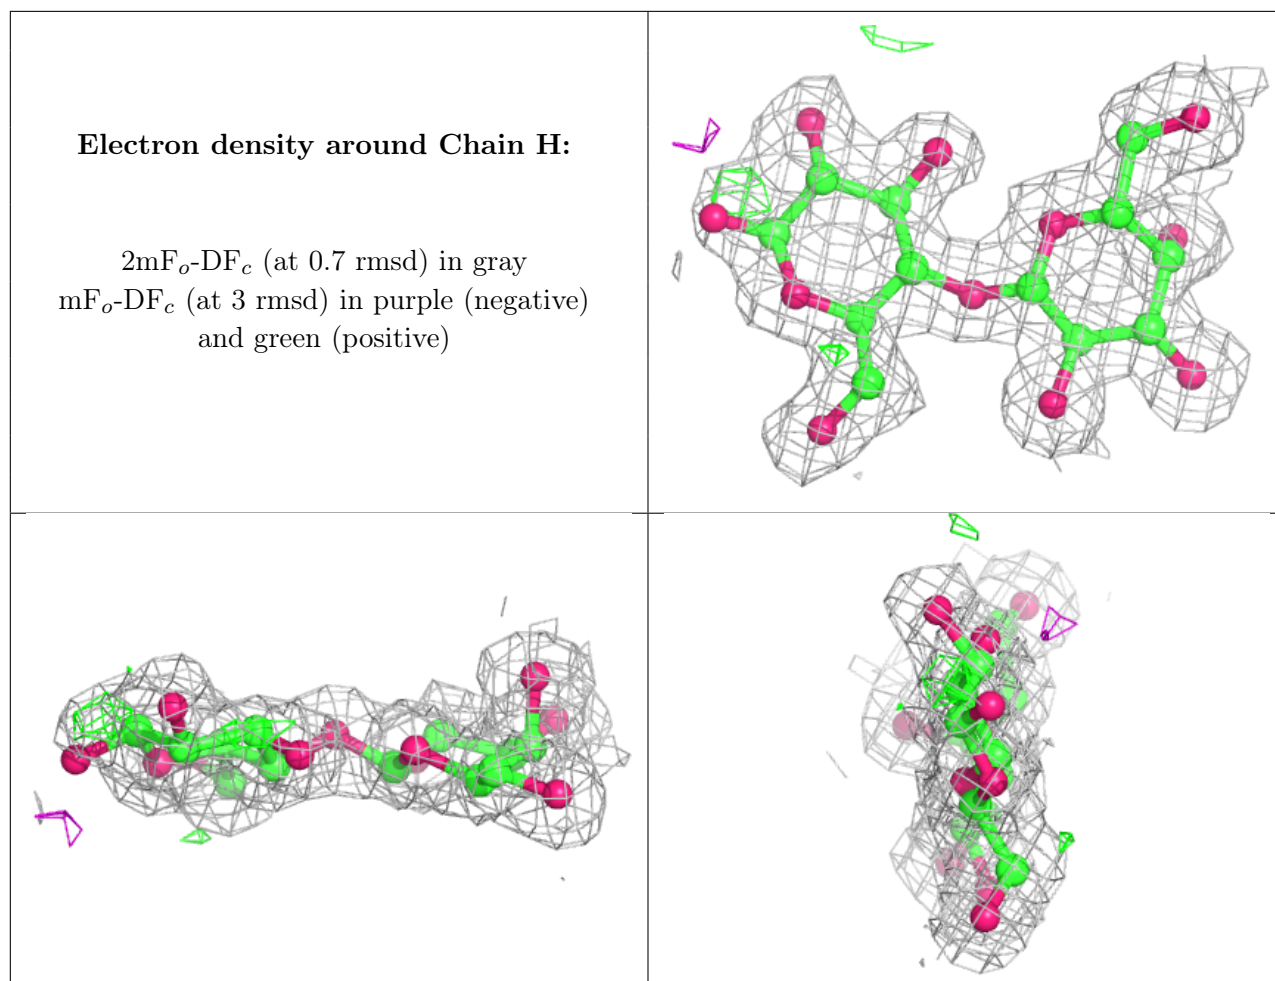 Electron density around Chain H:
2mFₒ-DF𝑐 (at 0.7 rmsd) in gray
mFₒ-DF𝑐 (at 3 rmsd) in purple (negative)
and green (positive)